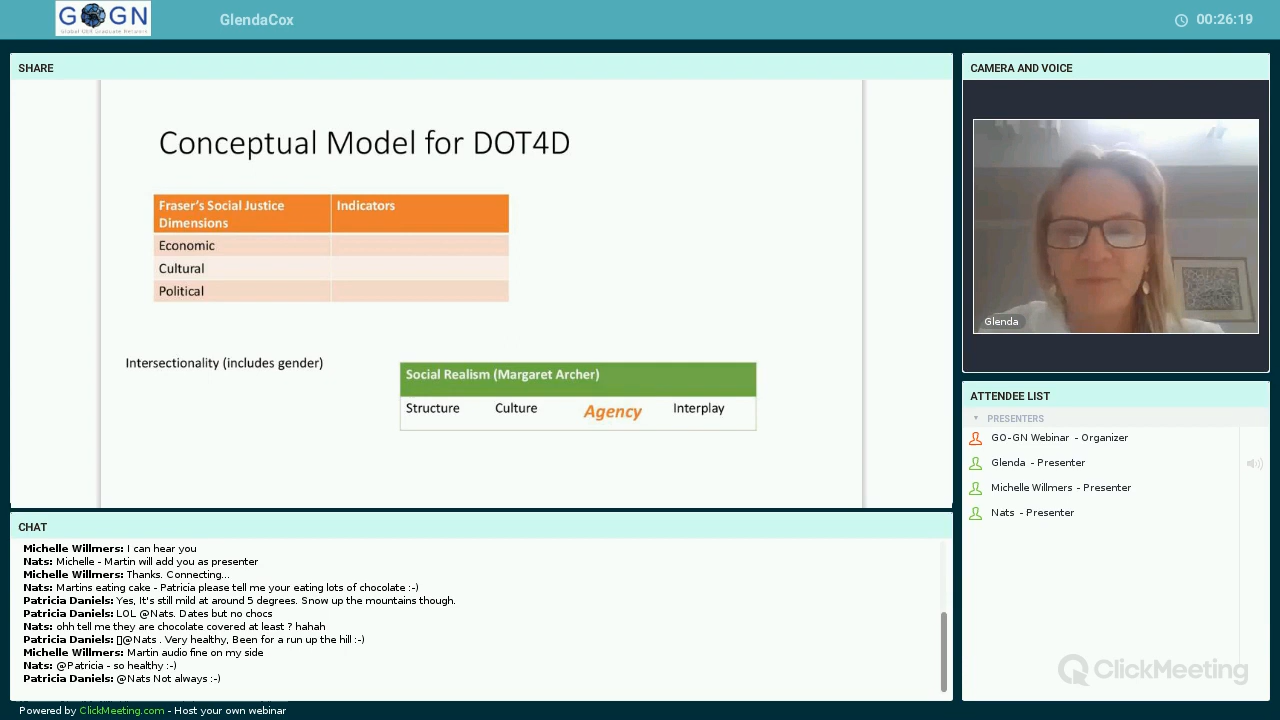 GO GN
Global OER Graduate Network
GlendaCox
00:26:19
SHARE
Conceptual Model for DOT4D
Fraser's Social Justice Dimensions
Indicators
Economic
Cultural
Political
Intersectionality (includes gender)
Social Realism (Margaret Archer)
Structure Culture Agency Interplay
CHAT
Michelle Willmers: I can hear you
Nats: Michelle - Martin will add you as presenter
Michelle Willmers: Thanks. Connecting...
Nats: Martins eating cake - Patricia please tell me your eating lots of chocolate :-)
Patricia Daniels: Yes, It's still mild at around 5 degrees. Snow up the mountains though.
Patricia Daniels: LOL @Nats. Dates but no chocs
Nats: ohh tell me they are chocolate covered at least ? hahah
Patricia Daniels: @Nats . Very healthy, Been for a run up the hill :-)
Michelle Willmers: Martin audio fine on my side
Nats: @Patricia - so healthy :-)
Patricia Daniels: @Nats Not always :-)
Powered by ClickMeeting.com - Host your own webinar
CAMERA AND VOICE
Glenda
ATTENDEE LIST
PRESENTERS
GO-GN Webinar - Organizer
Glenda - Presenter
Michelle Willmers - Presenter
Nats - Presenter
ClickMeeting